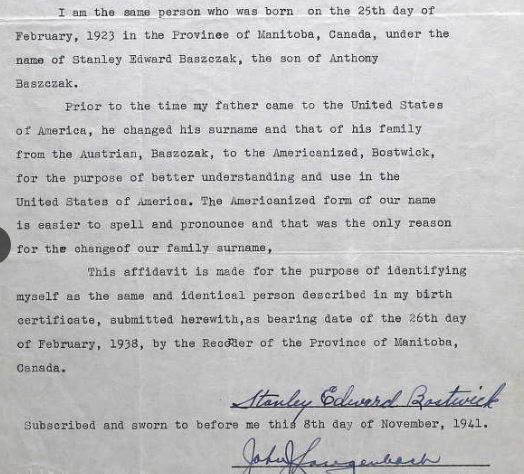 I am the same person who was born on the 25th day of
February, 1923 in the Province of Manitoba, Canada, under the
name of Stanley Edward Baszczak, the son of Anthony
Baszczak.
Prior to the time my father came to the United States
of America, he changed his surname and that of his family
from the Austrian, Baszczak, to the Americanized, Bostwick,
for the purpose of better understanding and use in the
United States of America. The Americanized form of our name
is easier to spell and pronounce and that was the only reason
for the changeof our family surname,
This affidavit is made for the purpose of identifying
myself as the same and identical person described in my birth
certificate, submitted herewith,as bearing date of the 26th day
of February, 1938, by the Recorder of the Province of Manitoba,
Canada.
Stanley Edward Bostwick
Subscribed and sworn to before me this 8th day of November, 1941.
John J Langenbach